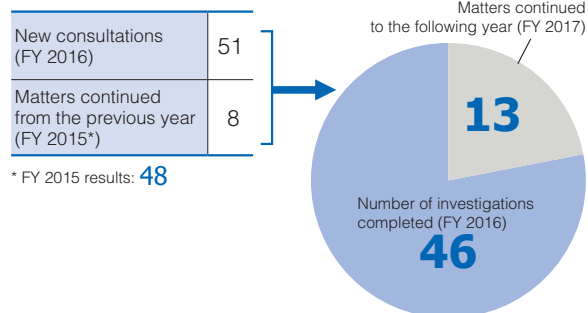 New consultations
(FY 2016)
51
Matters continued
from the previous year
(FY 2015*)
8
* FY 2015 results: 48
Matters continued
to the following year (FY 2017)
13
Number of investigations
completed (FY 2016)
46